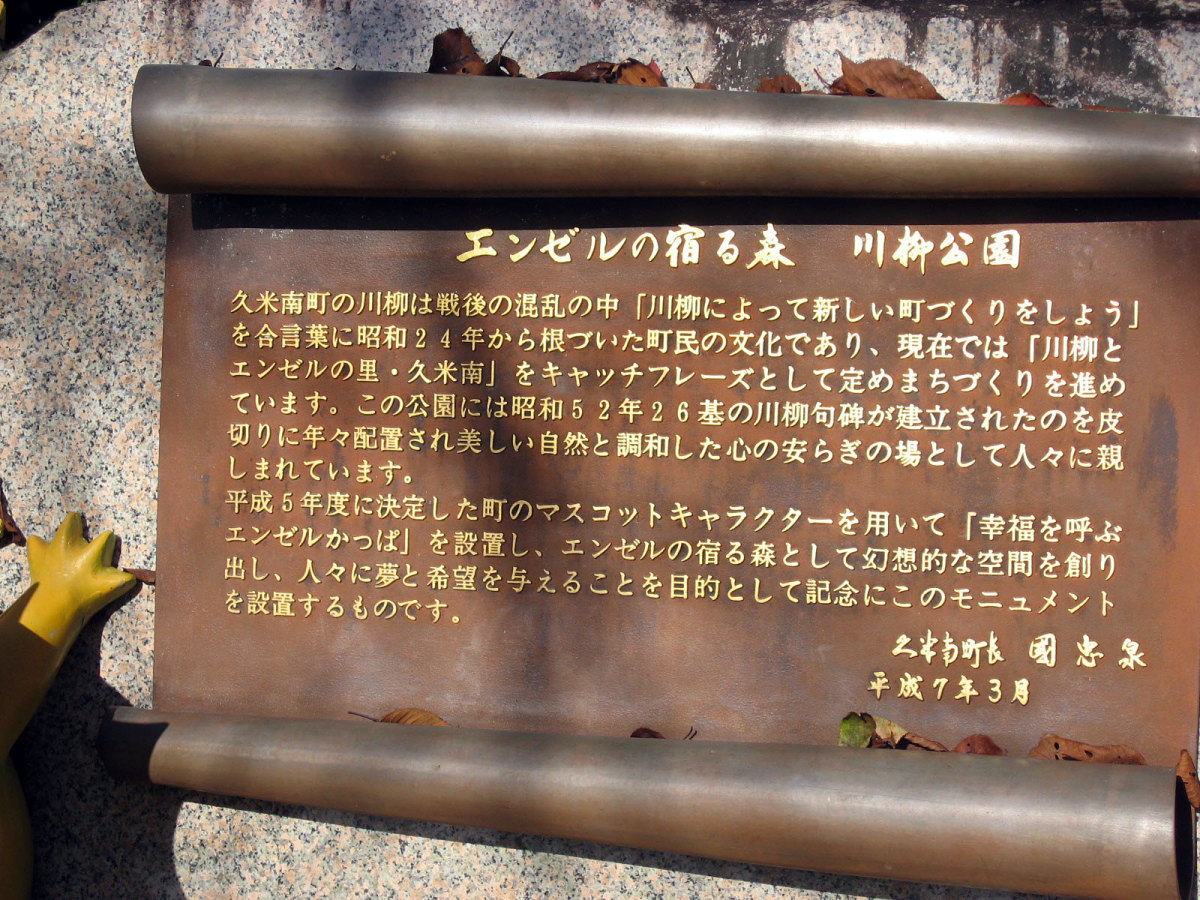 エンゼルの宿る森　川柳公園
久米南町の川柳は戦後の混乱の中「川柳によって新しい町づくりをしよう」
を合言葉に昭和24年から根づいた町民の文化であり、現在では「川柳と
エンゼルの里・久米南」をキャッチフレーズとして定めまちづくりを進め
ています。この公園には昭和52年26基の川柳句碑が建立されたのを皮
切りに年々配置され美しい自然と調和した心の安らぎの場として人々に親
しまれています。
平成5年度に決定した町のマスコットキャラクターを用いて「幸福を呼ぶ
エンゼルかっぱ」を設置し、エンゼルの宿る森として幻想的な空間を創り
出し、人々に夢と希望を与えることを目的として記念にこのモニュメント
を設置するものです。
久米南町長　國忠泉
平成7年3月